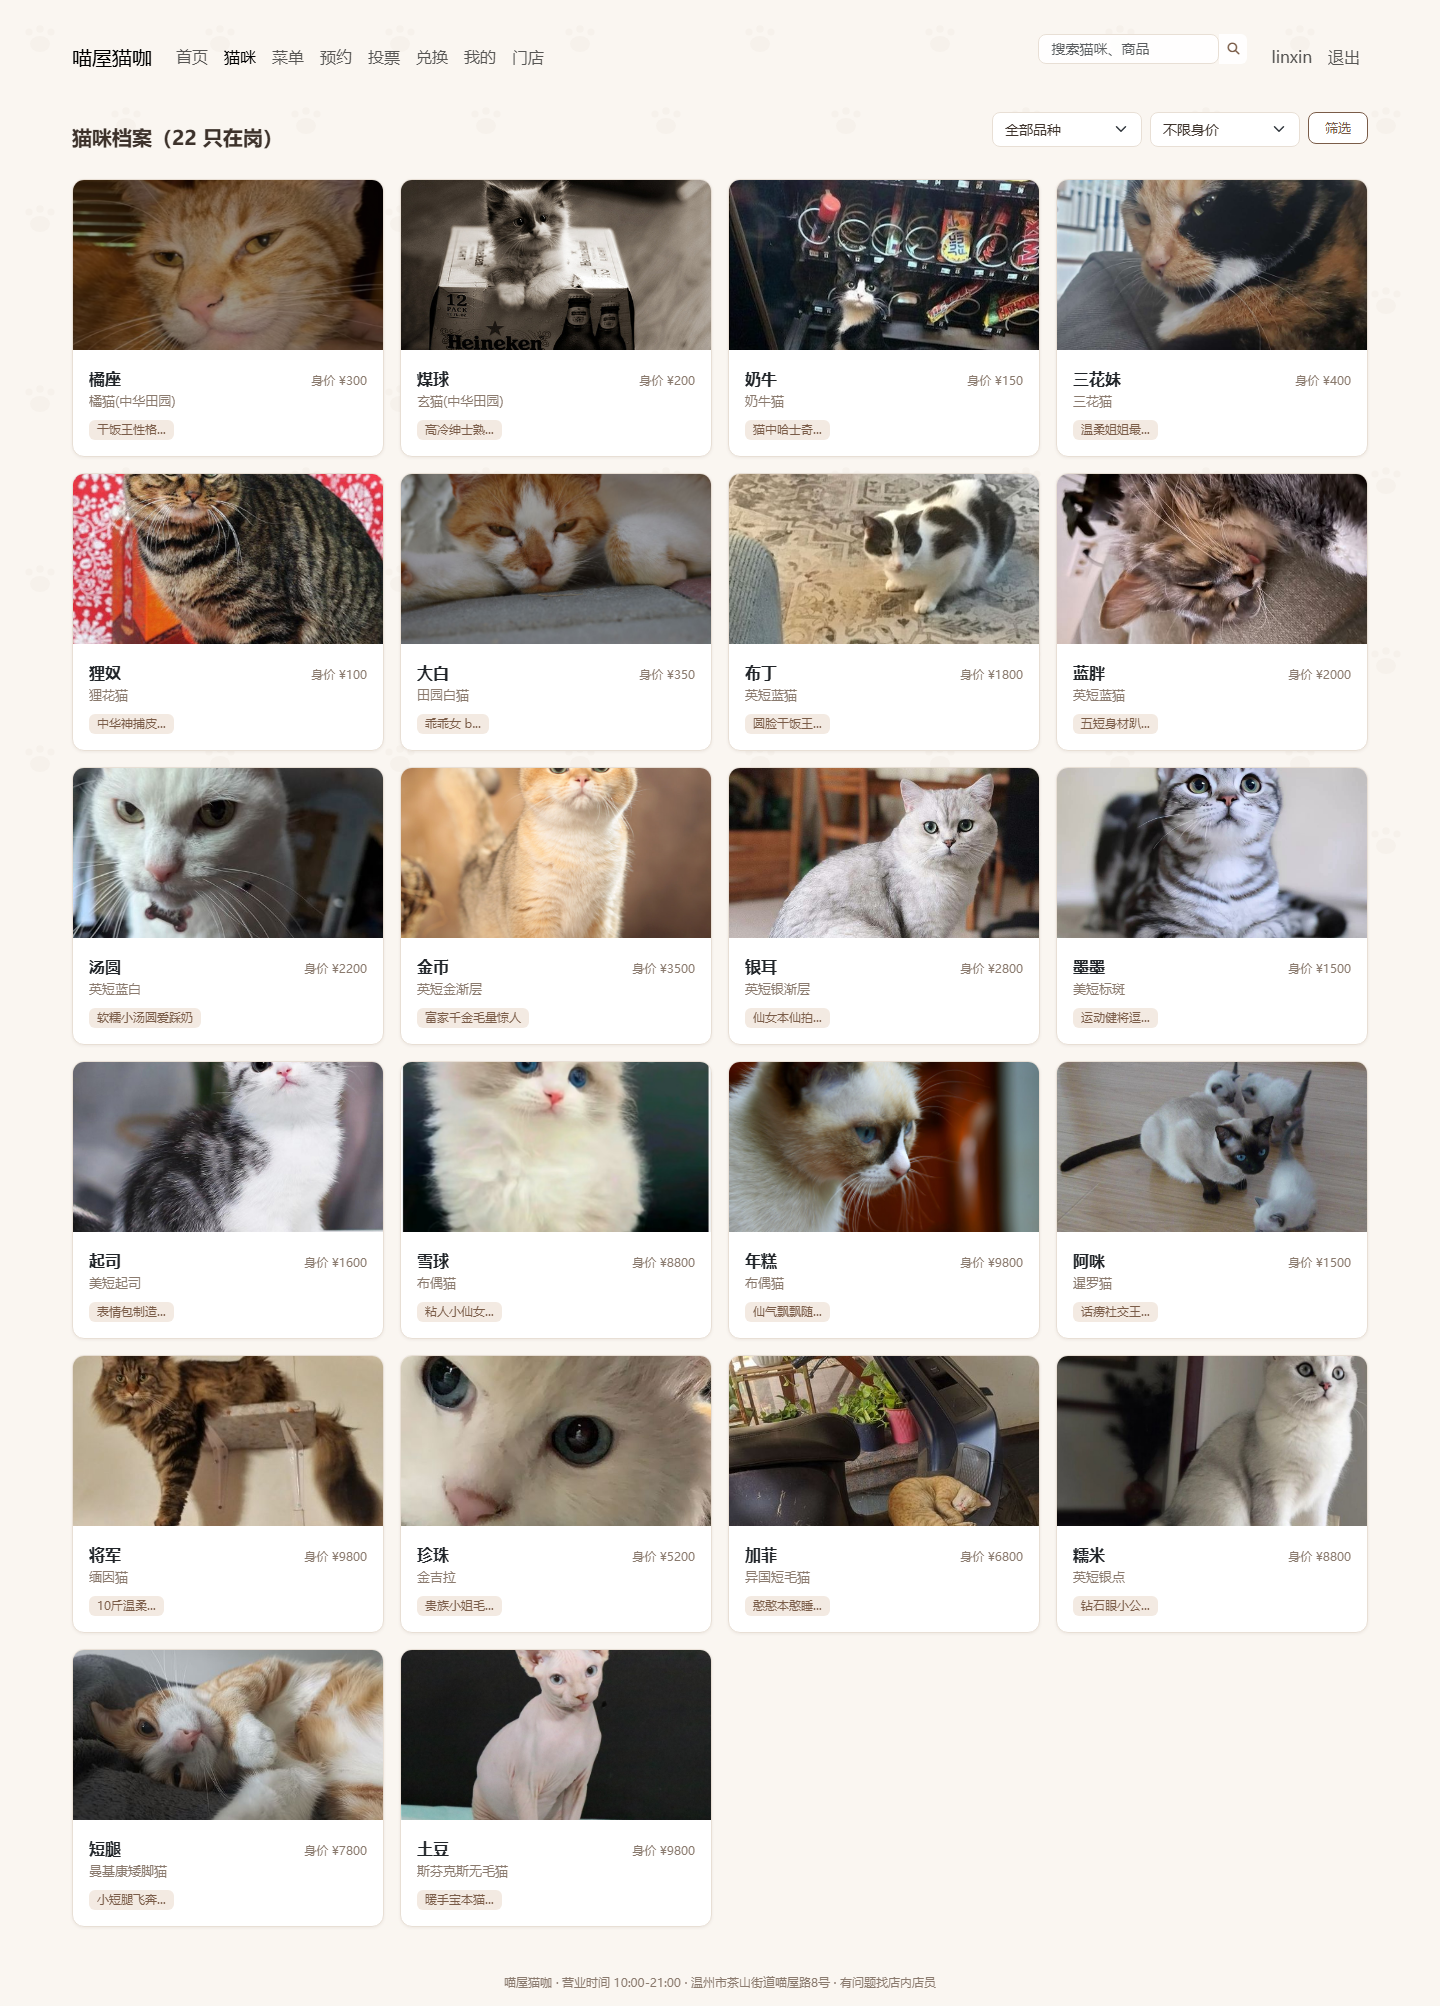 喵屋猫咖 首页 猫咪 菜单 预约 投票 兑换 我的 门店 搜索猫咪、商品 linxin 退出
猫咪档案（22 只在岗） 全部品种 不限身价 筛选
12
PACK
Heineken
橘座 身价 ¥300
橘猫(中华田园)
干饭王性格...
煤球 身价 ¥200
玄猫(中华田园)
高冷绅士熟...
奶牛 身价 ¥150
奶牛猫
猫中哈士奇...
三花妹 身价 ¥400
三花猫
温柔姐姐最...
狸奴 身价 ¥100
狸花猫
中华神捕皮...
大白 身价 ¥350
田园白猫
乖乖女 b...
布丁 身价 ¥1800
英短蓝猫
圆脸干饭王...
蓝胖 身价 ¥2000
英短蓝猫
五短身材趴...
汤圆 身价 ¥2200
英短蓝白
软糯小汤圆爱踩奶
金币 身价 ¥3500
英短金渐层
富家千金毛量惊人
银耳 身价 ¥2800
英短银渐层
仙女本仙拍...
墨墨 身价 ¥1500
美短标斑
运动健将逗...
起司 身价 ¥1600
美短起司
表情包制造...
雪球 身价 ¥8800
布偶猫
粘人小仙女...
年糕 身价 ¥9800
布偶猫
仙气飘飘随...
阿咪 身价 ¥1500
暹罗猫
话痨社交王...
将军 身价 ¥9800
缅因猫
10斤温柔...
珍珠 身价 ¥5200
金吉拉
贵族小姐毛...
加菲 身价 ¥6800
异国短毛猫
憨憨本憨睡...
糯米 身价 ¥8800
英短银点
钻石眼小公...
短腿 身价 ¥7800
曼基康矮脚猫
小短腿飞奔...
土豆 身价 ¥9800
斯芬克斯无毛猫
暖手宝本猫...
喵屋猫咖 · 营业时间 10:00-21:00 · 温州市茶山街道喵屋路8号 · 有问题找店内店员